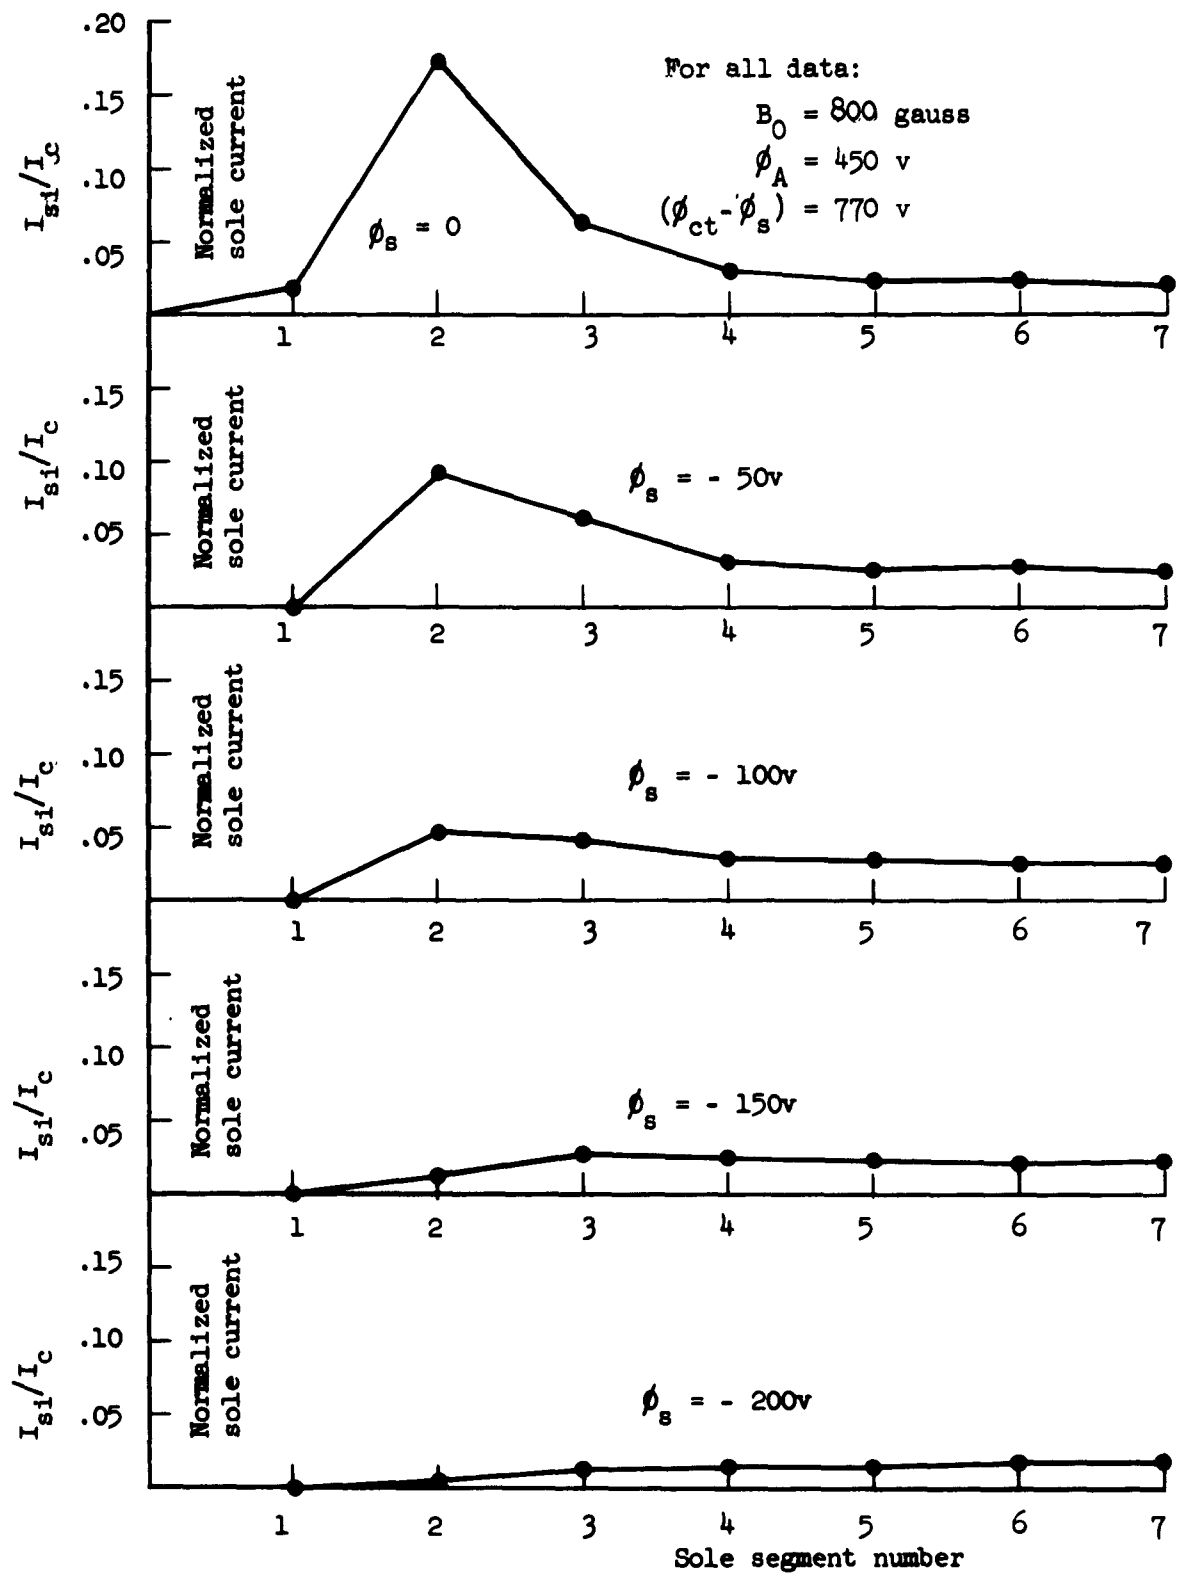 .20
.15
.10
.05
I_si/I_c
Normalized
sole current
For all data:
B_0 = 800 gauss
ϕ_A = 450 v
(ϕ_ct-ϕ_s) = 770 v
ϕ_s = 0
1 2 3 4 5 6 7
.15
.10
.05
I_si/I_c
Normalized
sole current
ϕ_s = - 50v
1 2 3 4 5 6 7
.15
.10
.05
I_si/I_c
Normalized
sole current
ϕ_s = - 100v
1 2 3 4 5 6 7
.15
.10
.05
I_si/I_c
Normalized
sole current
ϕ_s = - 150v
1 2 3 4 5 6 7
.15
.10
.05
I_si/I_c
Normalized
sole current
ϕ_s = - 200v
1 2 3 4 5 6 7
Sole segment number